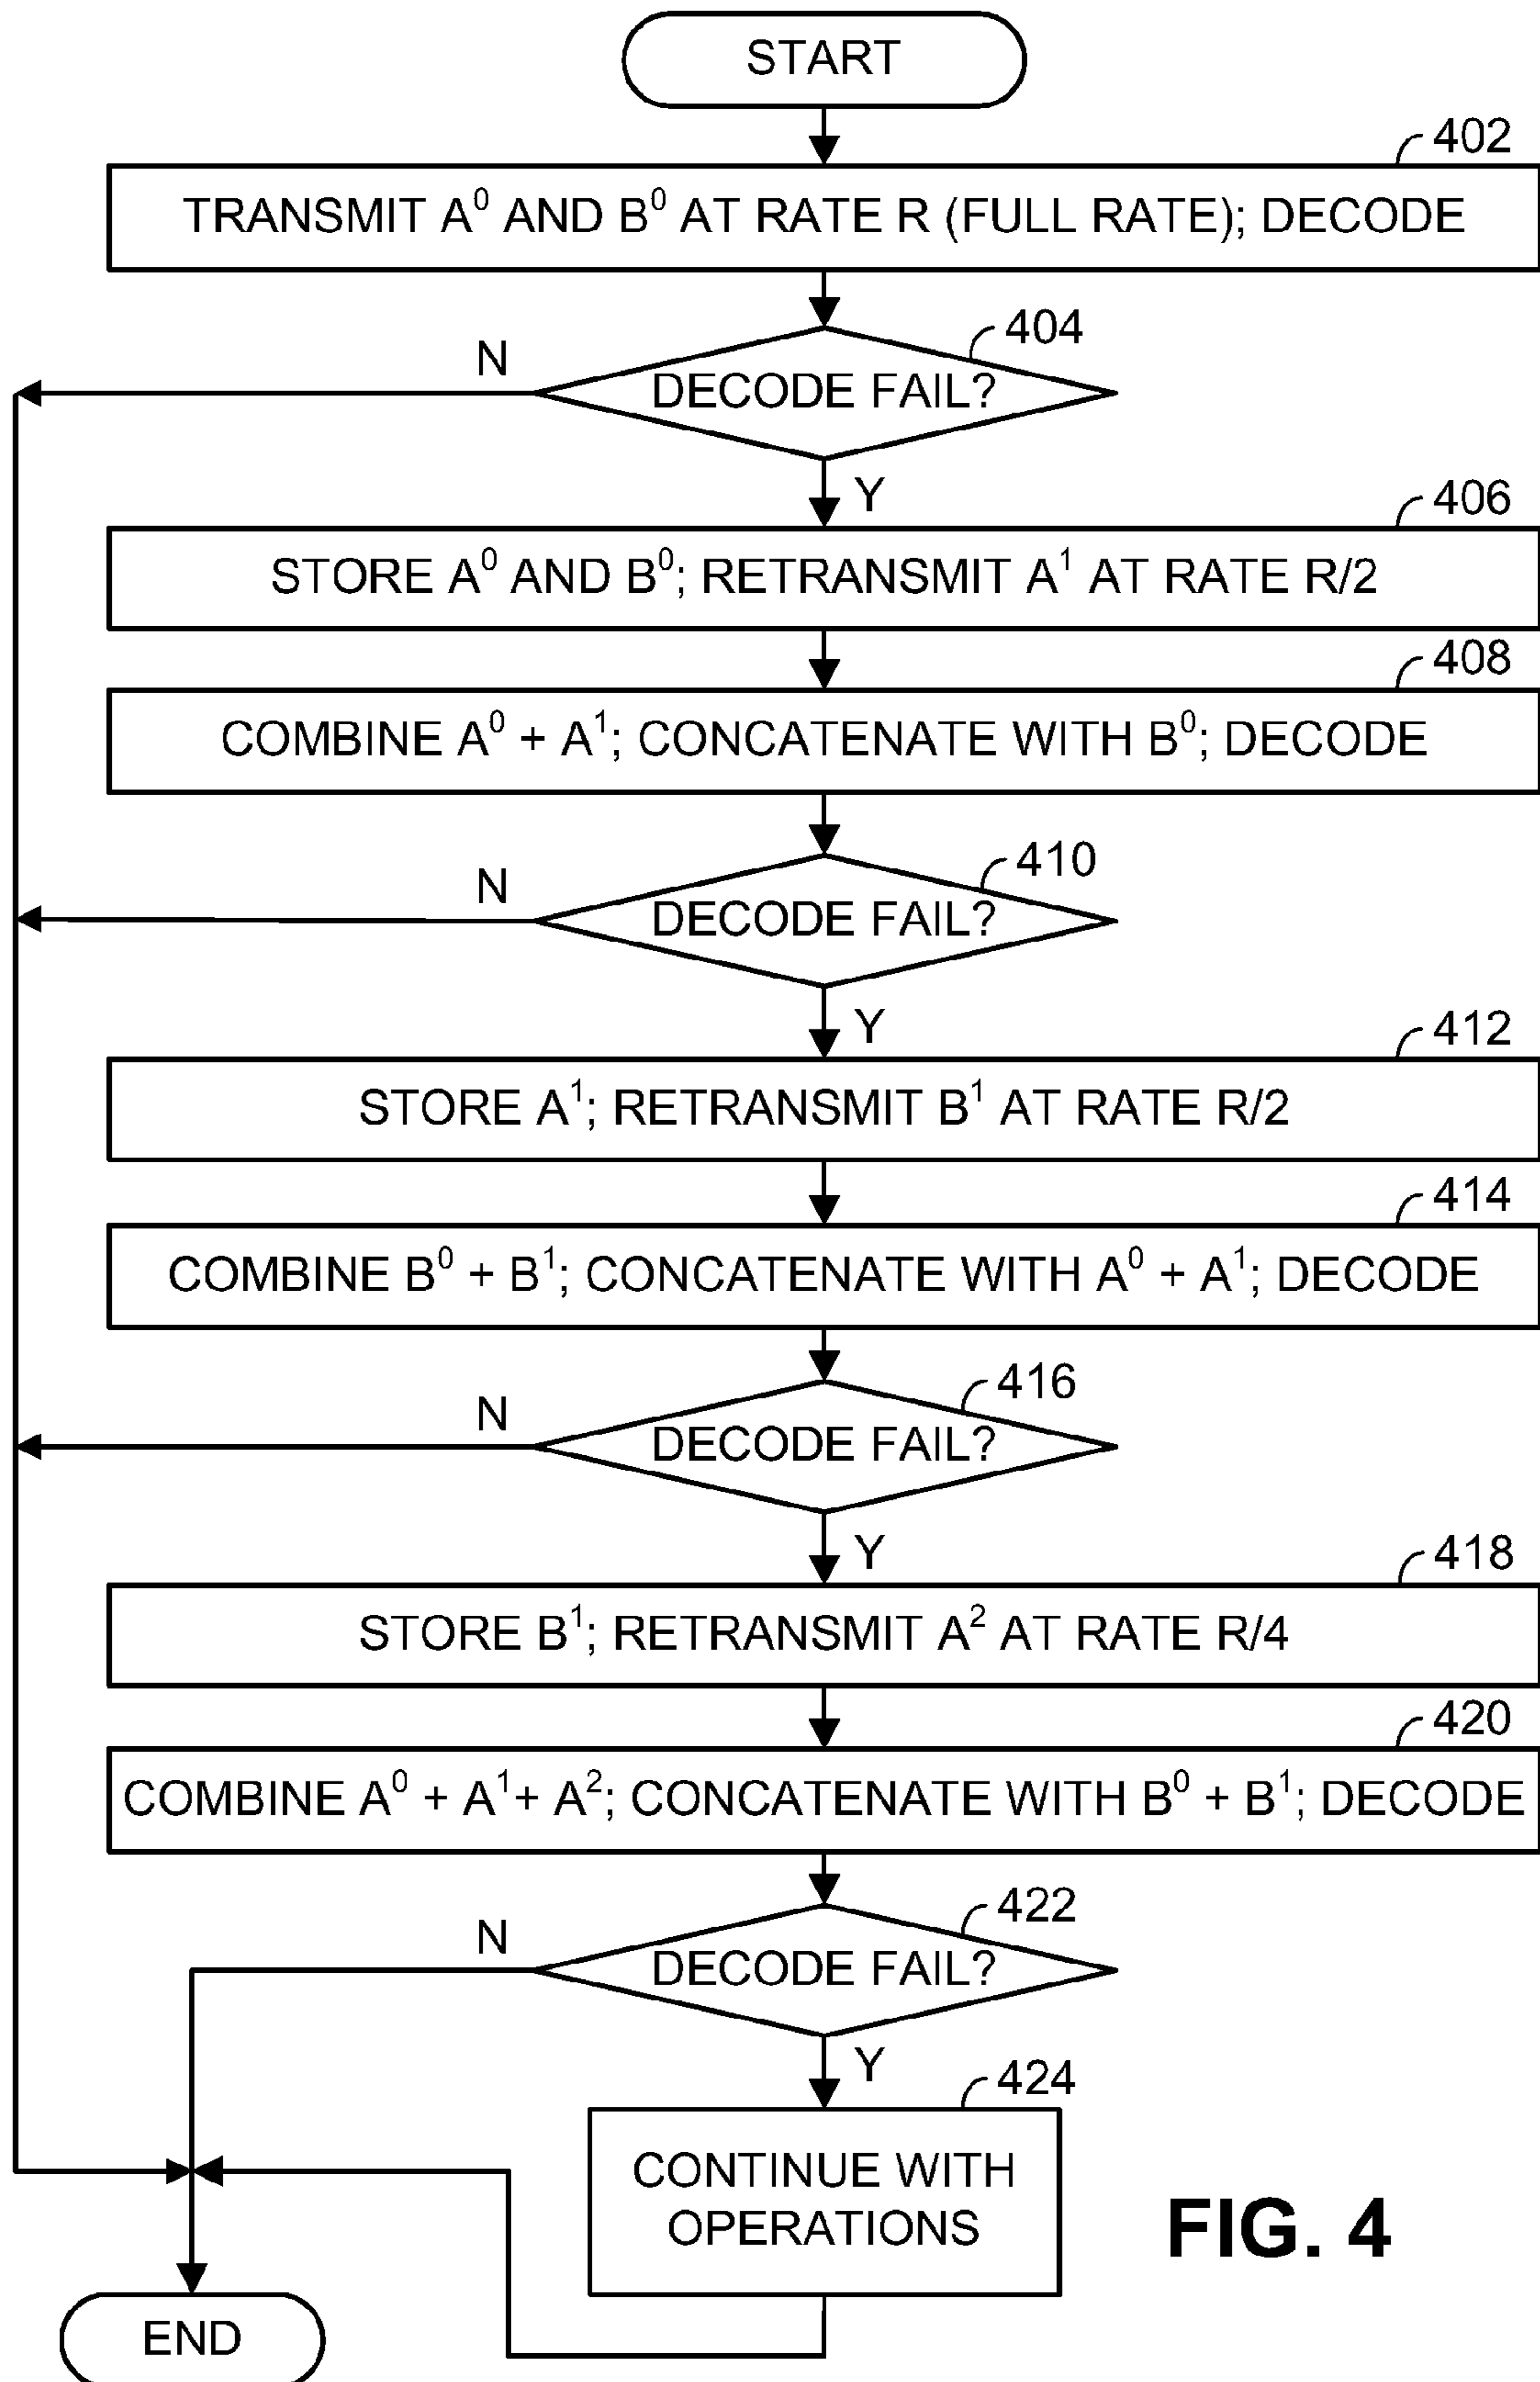 START
402
TRANSMIT A⁰ AND B⁰ AT RATE R (FULL RATE); DECODE
404
N
DECODE FAIL?
Y
406
STORE A⁰ AND B⁰; RETRANSMIT A¹ AT RATE R/2
408
COMBINE A⁰ + A¹; CONCATENATE WITH B⁰; DECODE
410
N
DECODE FAIL?
Y
412
STORE A¹; RETRANSMIT B¹ AT RATE R/2
414
COMBINE B⁰ + B¹; CONCATENATE WITH A⁰ + A¹; DECODE
416
N
DECODE FAIL?
Y
418
STORE B¹; RETRANSMIT A² AT RATE R/4
420
COMBINE A⁰ + A¹+ A²; CONCATENATE WITH B⁰ + B¹; DECODE
422
N
DECODE FAIL?
Y
424
CONTINUE WITH
OPERATIONS
FIG. 4
END